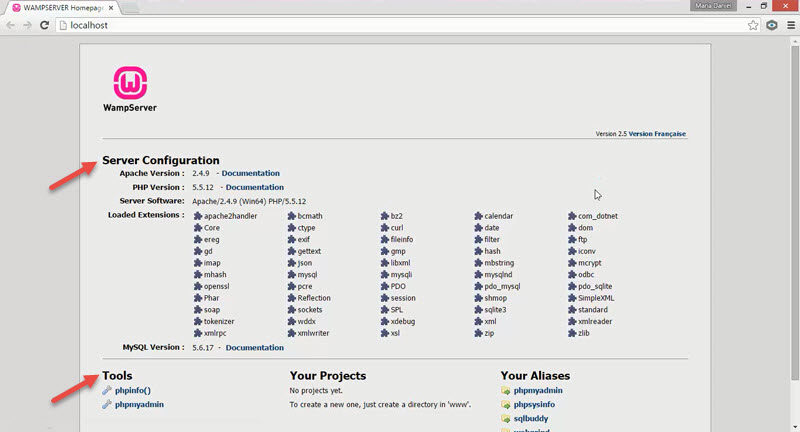 WAMPSERVER Homepage
Maria Daniel
localhost
WampServer
Version 2.5 Version Française
Server Configuration
Apache Version : 2.4.9 - Documentation
PHP Version : 5.5.12 - Documentation
Server Software: Apache/2.4.9 (Win64) PHP/5.5.12
Loaded Extensions : apache2handler bcmath bz2 calendar com_dotnet
Core ctype curl date dom
ereg exif fileinfo filter ftp
gd gettext gmp hash iconv
imap json libxml mbstring mcrypt
mhash mysql mysqli mysqlnd odbc
openssl pcre PDO pdo_mysql pdo_sqlite
Phar Reflection session shmop SimpleXML
soap sockets SPL sqlite3 standard
tokenizer wddx xdebug xml xmlreader
xmlrpc xmlwriter xsl zip zlib
MySQL Version : 5.6.17 - Documentation
Tools
phpinfo()
phpmyadmin
Your Projects
No projects yet.
To create a new one, just create a directory in 'www'.
Your Aliases
phpmyadmin
phpsysinfo
sqlbuddy